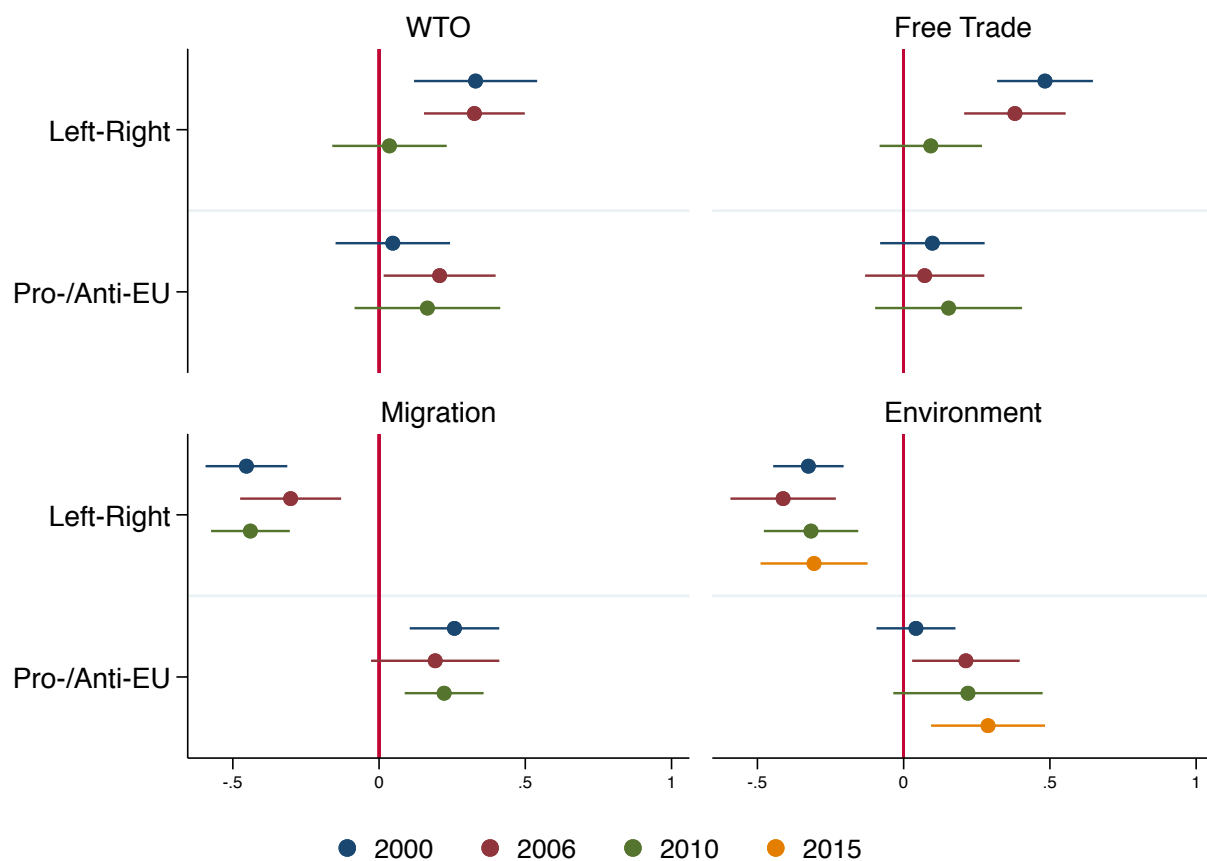 WTO
Free Trade
Left-Right
Pro-/Anti-EU
Migration
Environment
Left-Right
Pro-/Anti-EU
-.5 0 .5 1
-.5 0 .5 1
2000 2006 2010 2015